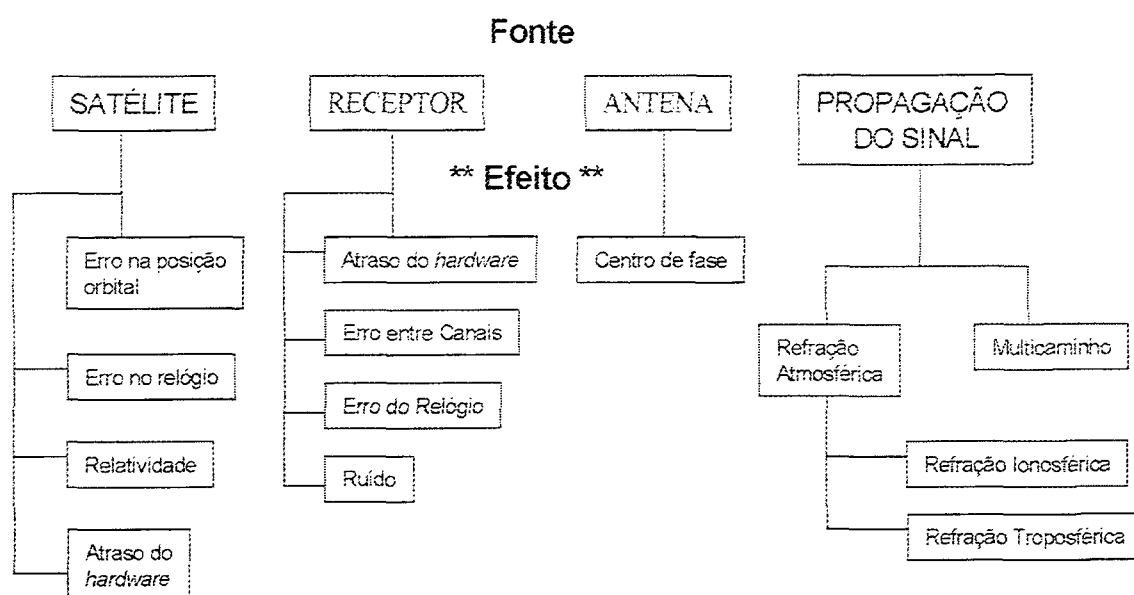 Fonte
SATÉLITE
RECEPTOR
ANTENA
PROPAGAÇÃO
DO SINAL
** Efeito **
Erro na posição
orbital
Erro no relógio
Relatividade
Atraso do
hardware
Atraso do hardware
Erro entre Canais
Erro do Relógio
Ruído
Centro de fase
Refração
Atmosférica
Multicaminho
Refração Ionosférica
Refração Troposférica